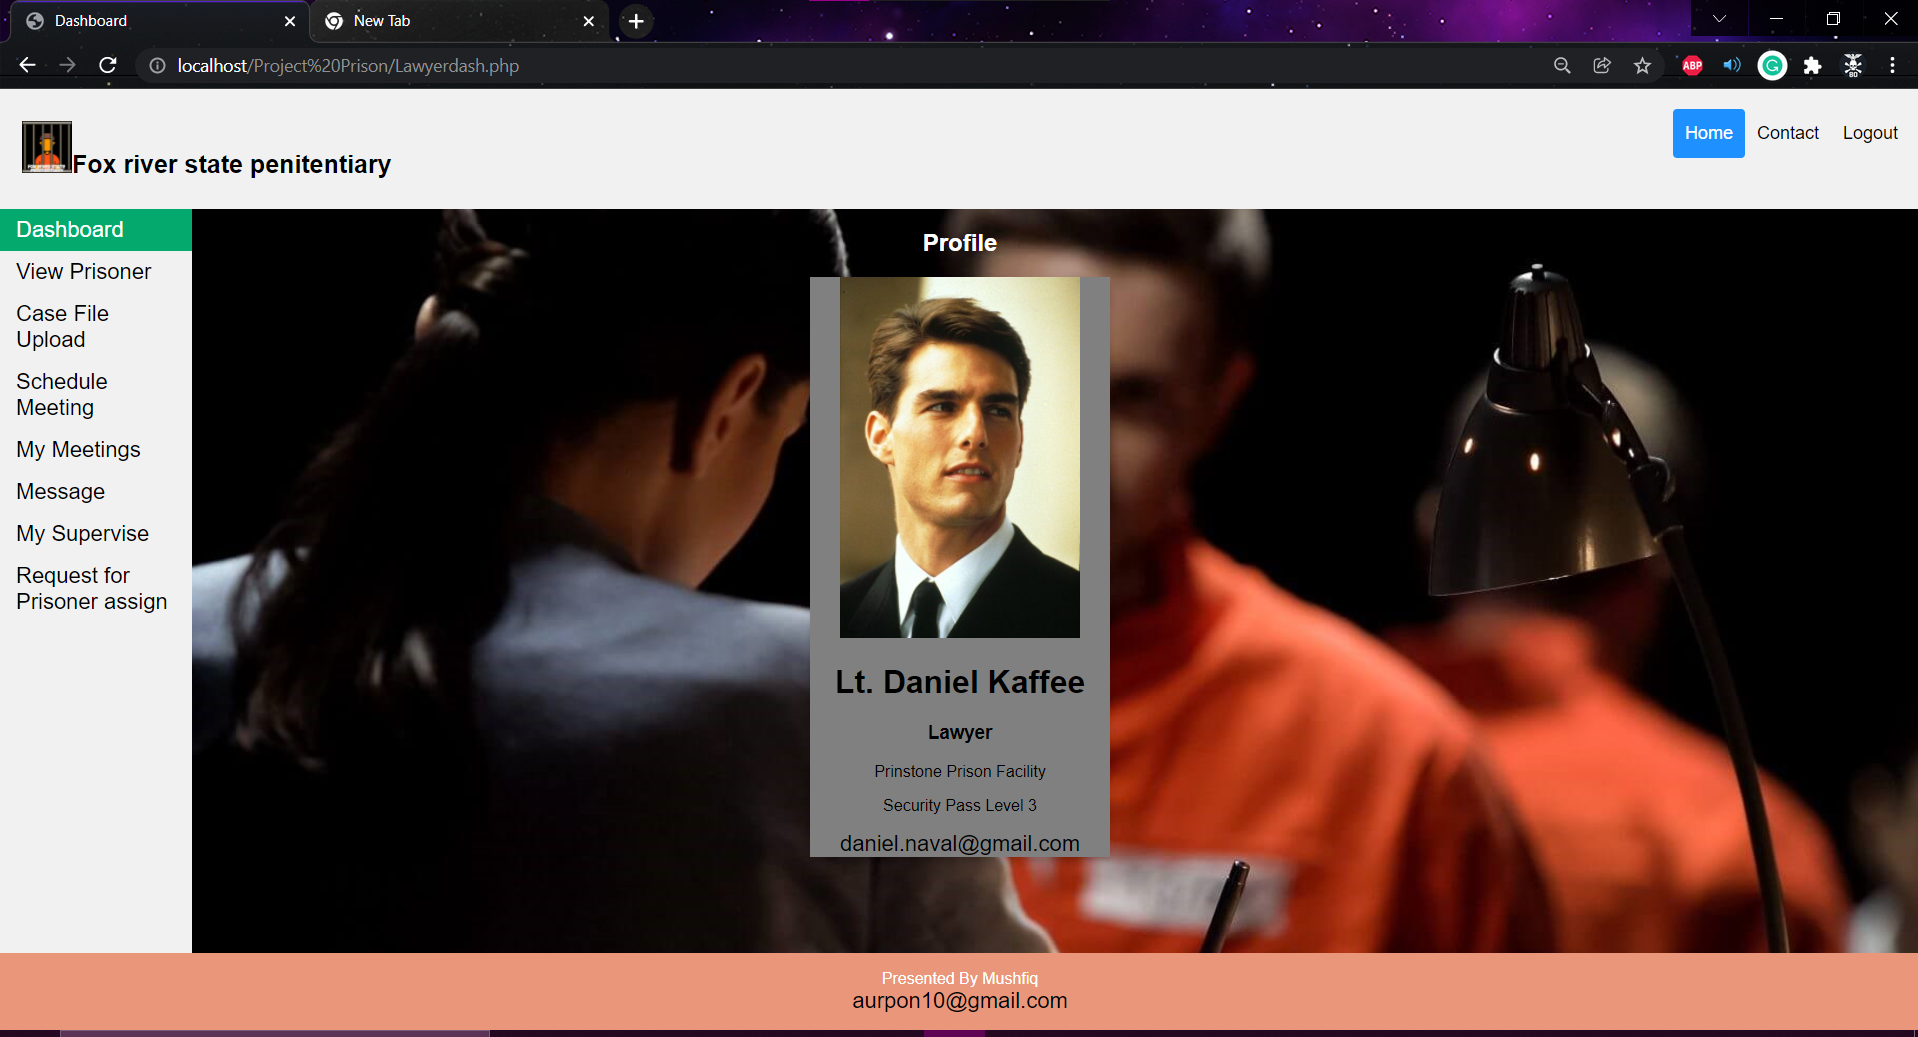 Dashboard
New Tab
localhost/Project%20Prison/Lawyerdash.php
ABP
80
Fox river state penitentiary
Home
Contact
Logout
Dashboard
View Prisoner
Case File
Upload
Schedule
Meeting
My Meetings
Message
My Supervise
Request for
Prisoner assign
Profile
Lt. Daniel Kaffee
Lawyer
Prinstone Prison Facility
Security Pass Level 3
daniel.naval@gmail.com
Presented By Mushfiq
aurpon10@gmail.com